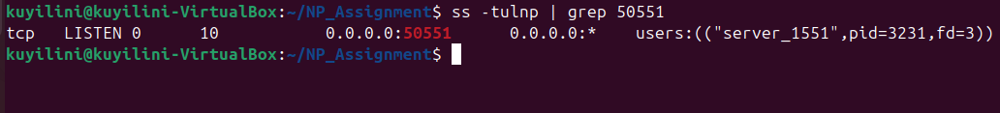 kuyilini@kuyilini-VirtualBox:~/NP_Assignment$ ss -tulnp | grep 50551
tcp   LISTEN 0      10           0.0.0.0:50551      0.0.0.0:*    users:(("server_1551",pid=3231,fd=3))
kuyilini@kuyilini-VirtualBox:~/NP_Assignment$